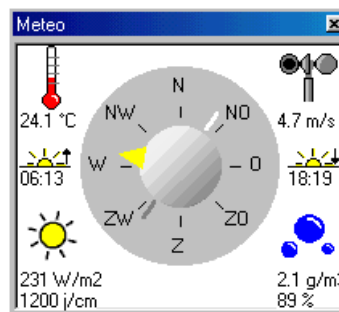 Meteo
N
NW
NO
24.1 °C
4.7 m/s
W
O
06:13
18:19
ZW
ZO
Z
231 W/m2
2.1 g/m3
1200 j/cm
89 %